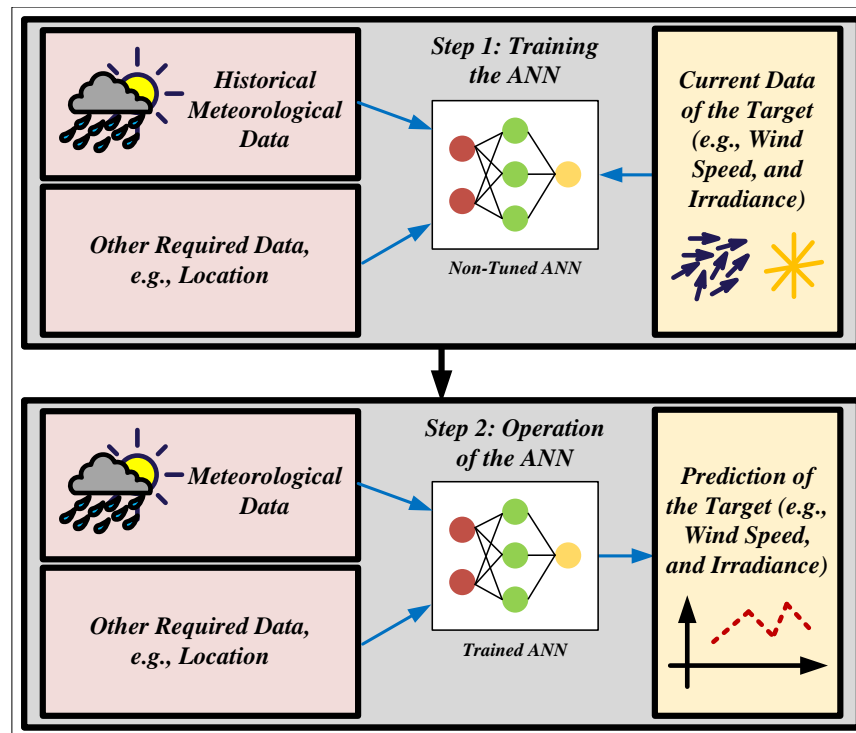 Step 1: Training
the ANN
Historical
Meteorological
Data
Other Required Data,
e.g., Location
Non-Tuned ANN
Current Data
of the Target
(e.g., Wind
Speed, and
Irradiance)
Step 2: Operation
of the ANN
Meteorological
Data
Other Required Data,
e.g., Location
Trained ANN
Prediction of
the Target (e.g.,
Wind Speed,
and Irradiance)